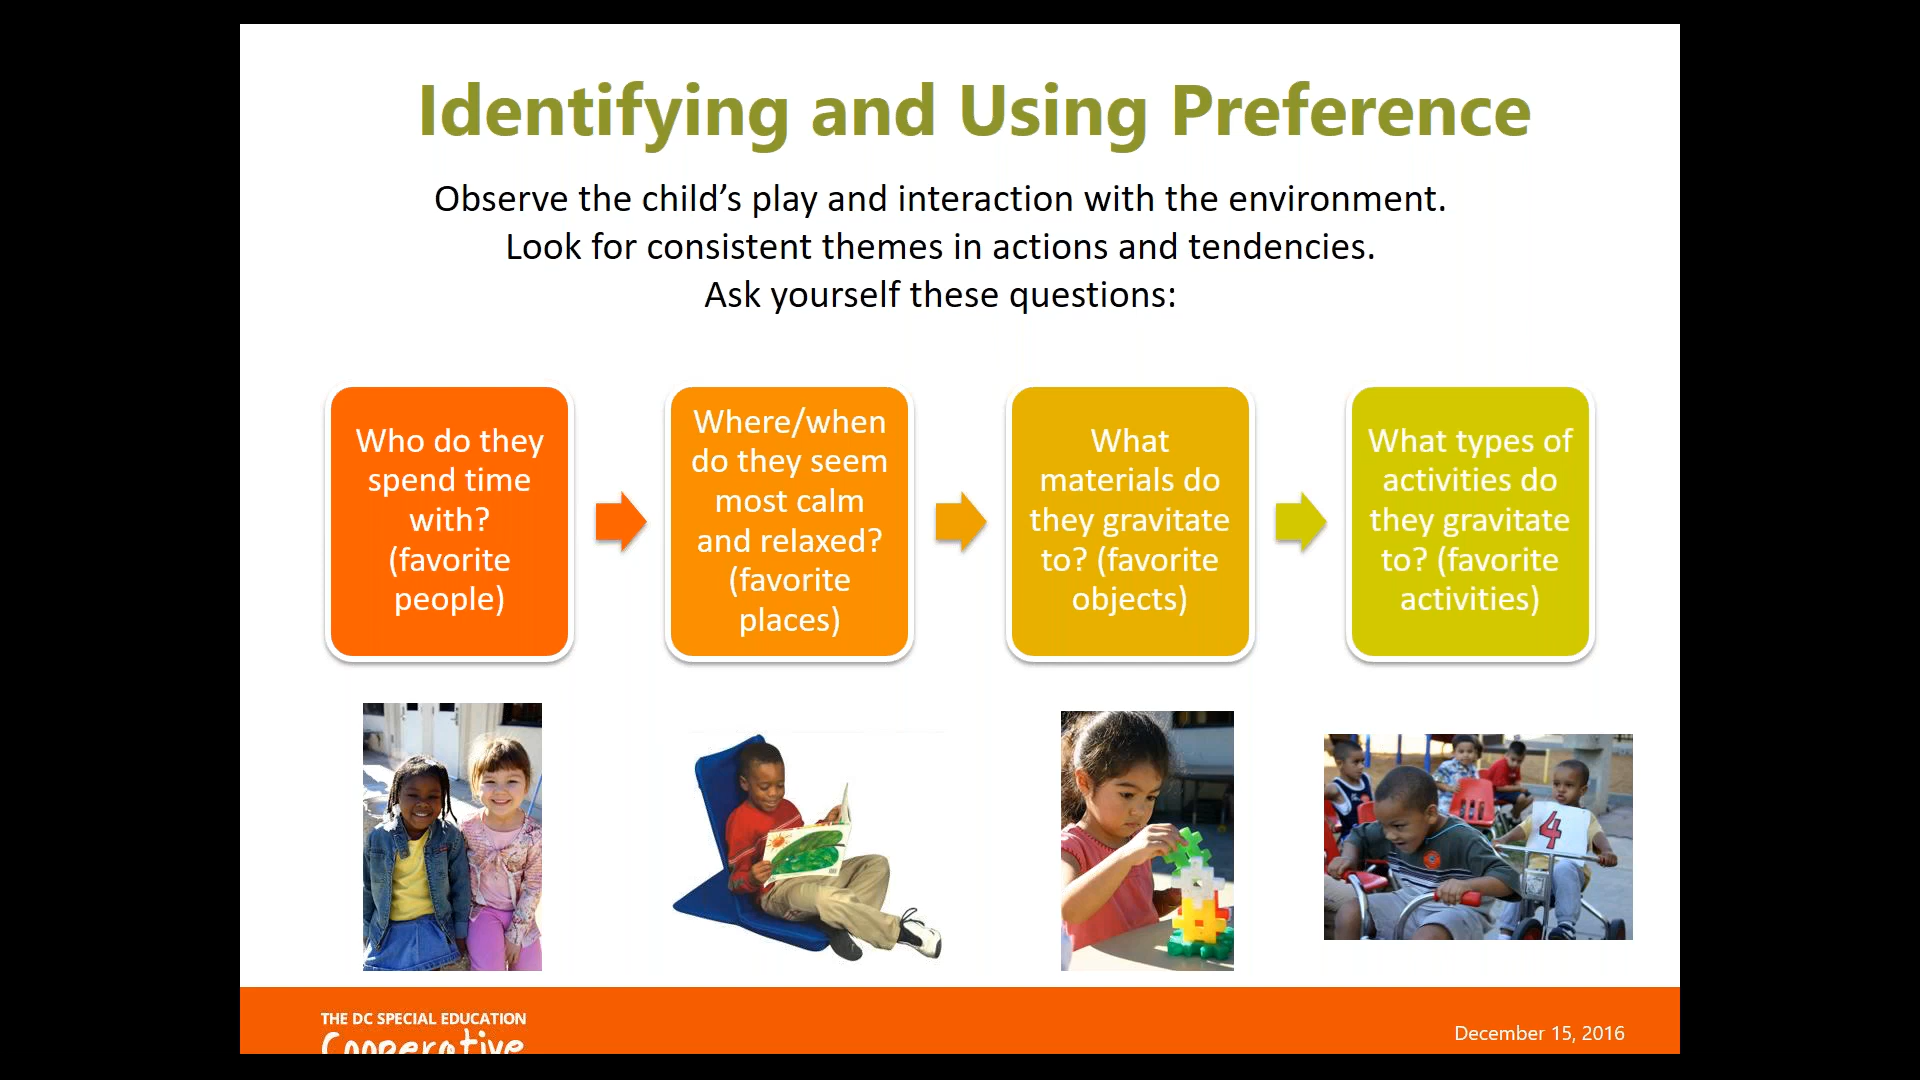 Identifying and Using Preference
Observe the child’s play and interaction with the environment.
Look for consistent themes in actions and tendencies.
Ask yourself these questions:
Who do they
spend time
with?
(favorite
people)
Where/when
do they seem
most calm
and relaxed?
(favorite
places)
What
materials do
they gravitate
to? (favorite
objects)
What types of
activities do
they gravitate
to? (favorite
activities)
4
THE DC SPECIAL EDUCATION
Cooperative
December 15, 2016